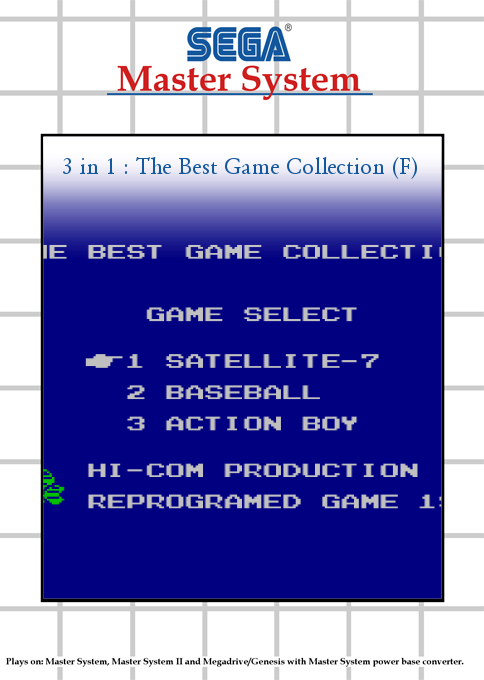 SEGA®
Master System
3 in 1 : The Best Game Collection (F)
BEST GAME COLLECTI
GAME SELECT
1 SATELLITE-7
2 BASEBALL
3 ACTION BOY
HI-COM PRODUCTION
REPROGRAMED GAME 1
Plays on: Master System, Master System II and Megadrive/Genesis with Master System power base converter.